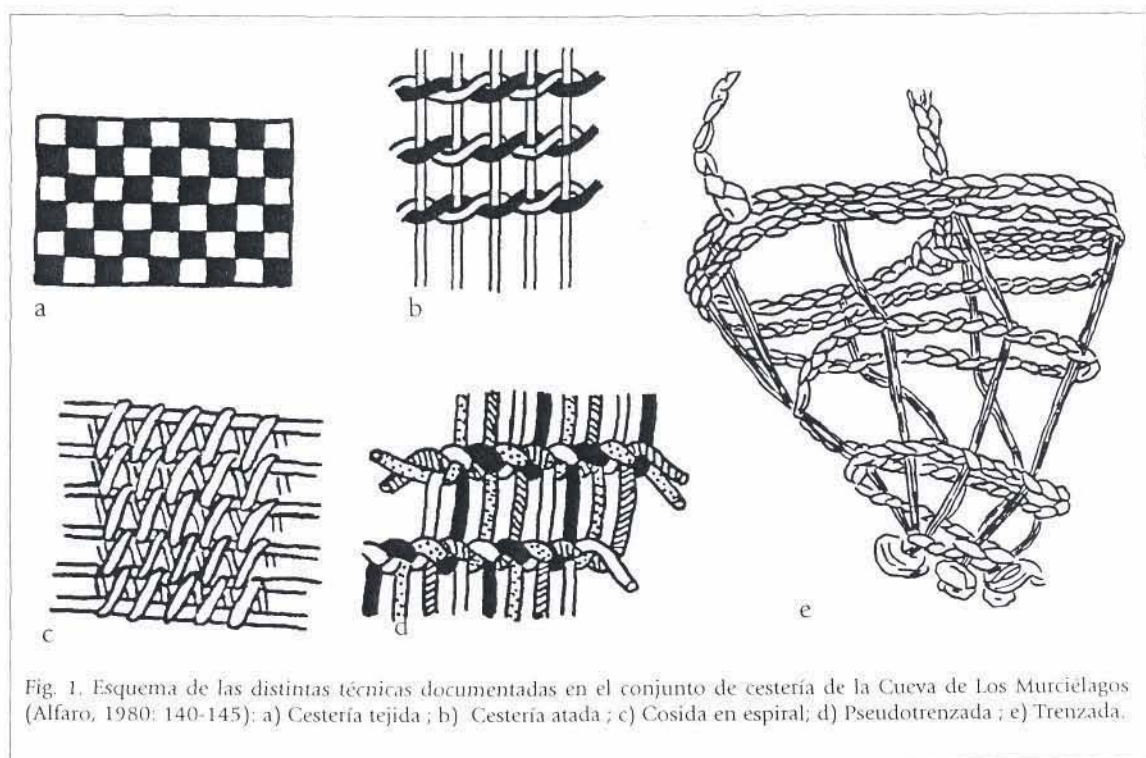 a
b
c
d
e
Fig. 1. Esquema de las distintas técnicas documentadas en el conjunto de cestería de la Cueva de Los Murciélagos
(Alfaro, 1980: 140-145): a) Cestería tejida ; b) Cestería atada ; c) Cosida en espiral; d) Pseudotrenzada ; e) Trenzada.